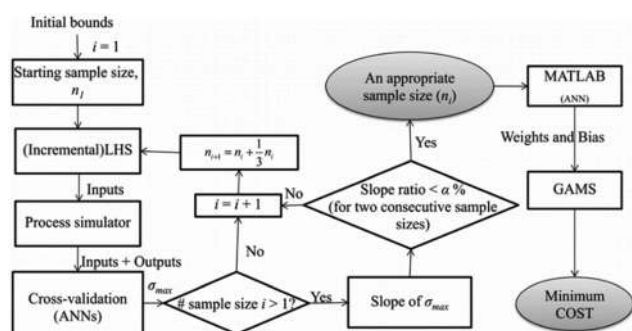 Initial bounds
i = 1
Starting sample size,
n1
(Incremental)LHS
Inputs
Process simulator
Inputs + Outputs
Cross-validation
(ANNs)
σmax
# sample size i > 1?
No
i = i + 1
ni+1 = ni + 1/3 ni
Yes
Slope of σmax
Slope ratio < α %
(for two consecutive sample
sizes)
No
Yes
An appropriate
sample size (ni)
MATLAB
(ANN)
Weights and Bias
GAMS
Minimum
COST